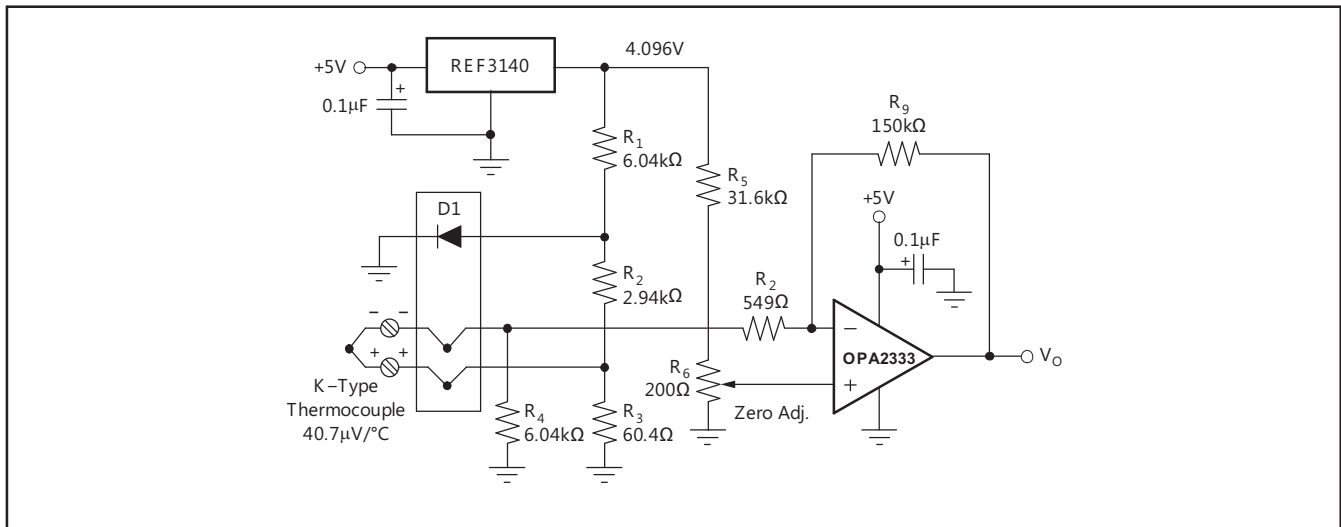 4.096V
+5V
REF3140
+
0.1μF
R1
6.04kΩ
R5
31.6kΩ
R9
150kΩ
+5V
0.1μF
+
D1
R2
2.94kΩ
R2
549Ω
− −
+ +
K−Type
Thermocouple
40.7μV/°C
R4
6.04kΩ
R3
60.4Ω
R6
200Ω
Zero Adj.
−
OPA2333
+
VO